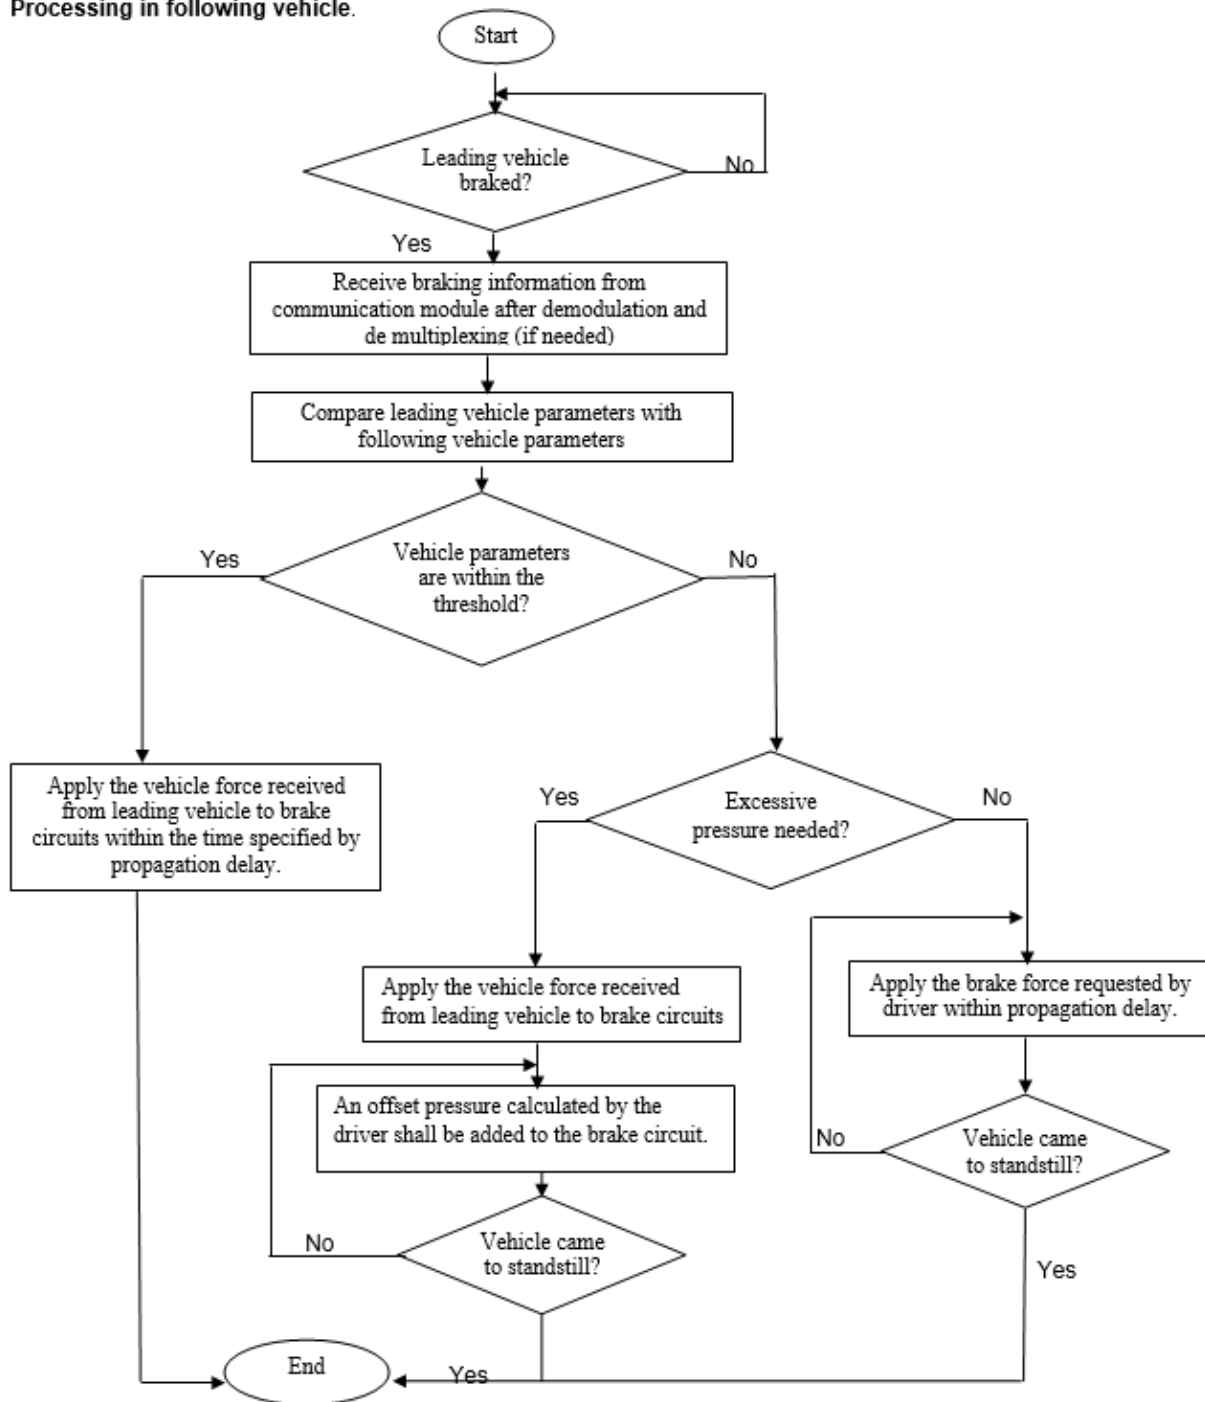 Processing in following vehicle.
Start
Leading vehicle
braked?
No
Yes
Receive braking information from
communication module after demodulation and
de multiplexing (if needed)
Compare leading vehicle parameters with
following vehicle parameters
Yes
Vehicle parameters
are within the
threshold?
No
Apply the vehicle force received
from leading vehicle to brake
circuits within the time specified by
propagation delay.
Yes
Excessive
pressure needed?
No
Apply the vehicle force received
from leading vehicle to brake circuits
Apply the brake force requested by
driver within propagation delay.
An offset pressure calculated by the
driver shall be added to the brake circuit.
No
Vehicle came
to standstill?
No
Vehicle came
to standstill?
Yes
End
Yes